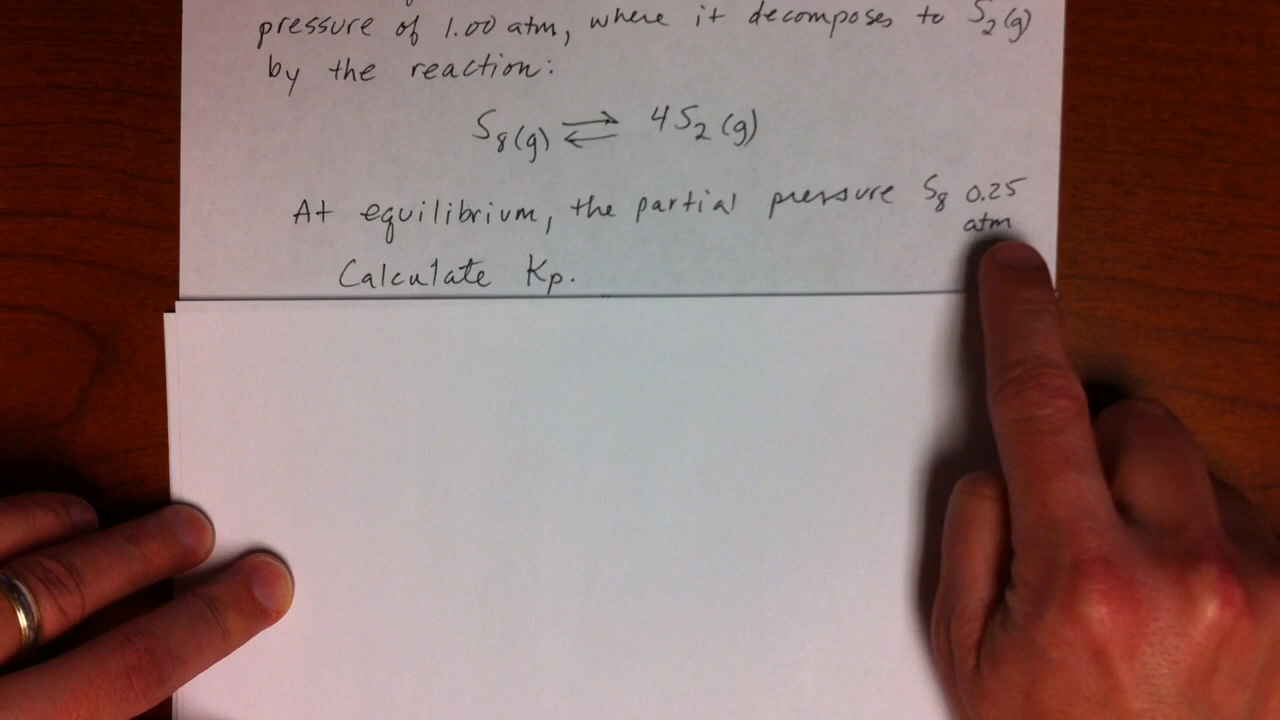 pressure of 1.00 atm, where it decomposes to S₂(g)
by the reaction:
S₈(g) ⇌ 4S₂(g)
At equilibrium, the partial pressure S₈ 0.25
atm
Calculate Kp.